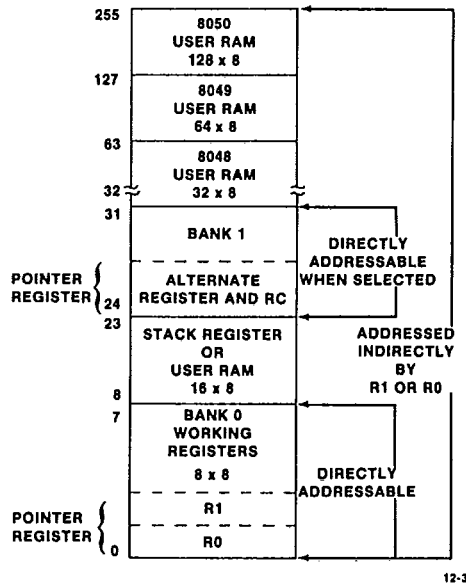 255
8050
USER RAM
128 x 8
127
8049
USER RAM
64 x 8
63
8048
USER RAM
32 x 8
32
31
BANK 1
DIRECTLY
ADDRESSABLE
WHEN SELECTED
POINTER
REGISTER
ALTERNATE
REGISTER AND RC
24
23
STACK REGISTER
OR
USER RAM
16 x 8
ADDRESSED
INDIRECTLY
BY
R1 OR R0
8
7
BANK 0
WORKING
REGISTERS
8 x 8
DIRECTLY
ADDRESSABLE
POINTER
REGISTER
R1
R0
0
12-3